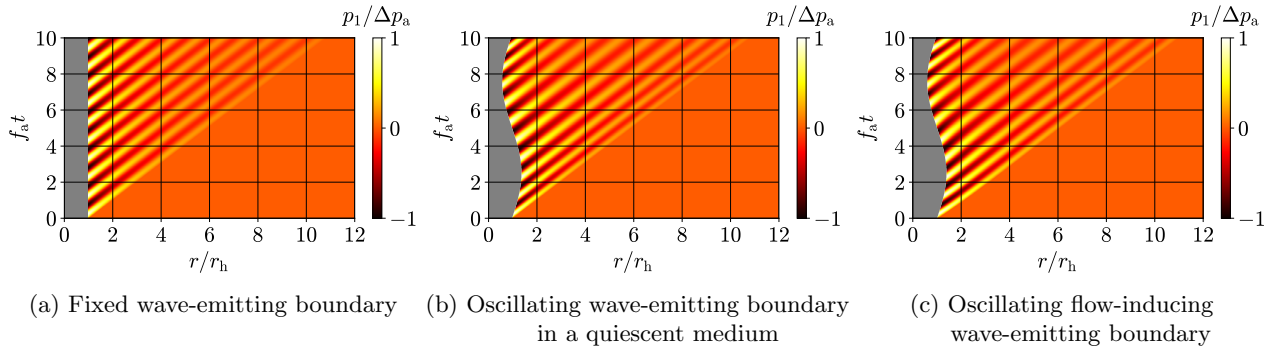 p₁/Δpₐ p₁/Δpₐ p₁/Δpₐ
10 1 10 1 10 1
8 8 8
6 6 6
fₐt 0 fₐt 0 fₐt 0
4 4 4
2 2 2
0 −1 0 −1 0 −1
0 2 4 6 8 10 12 0 2 4 6 8 10 12 0 2 4 6 8 10 12
r/rₕ r/rₕ r/rₕ
(a) Fixed wave-emitting boundary
(b) Oscillating wave-emitting boundary
in a quiescent medium
(c) Oscillating flow-inducing
wave-emitting boundary